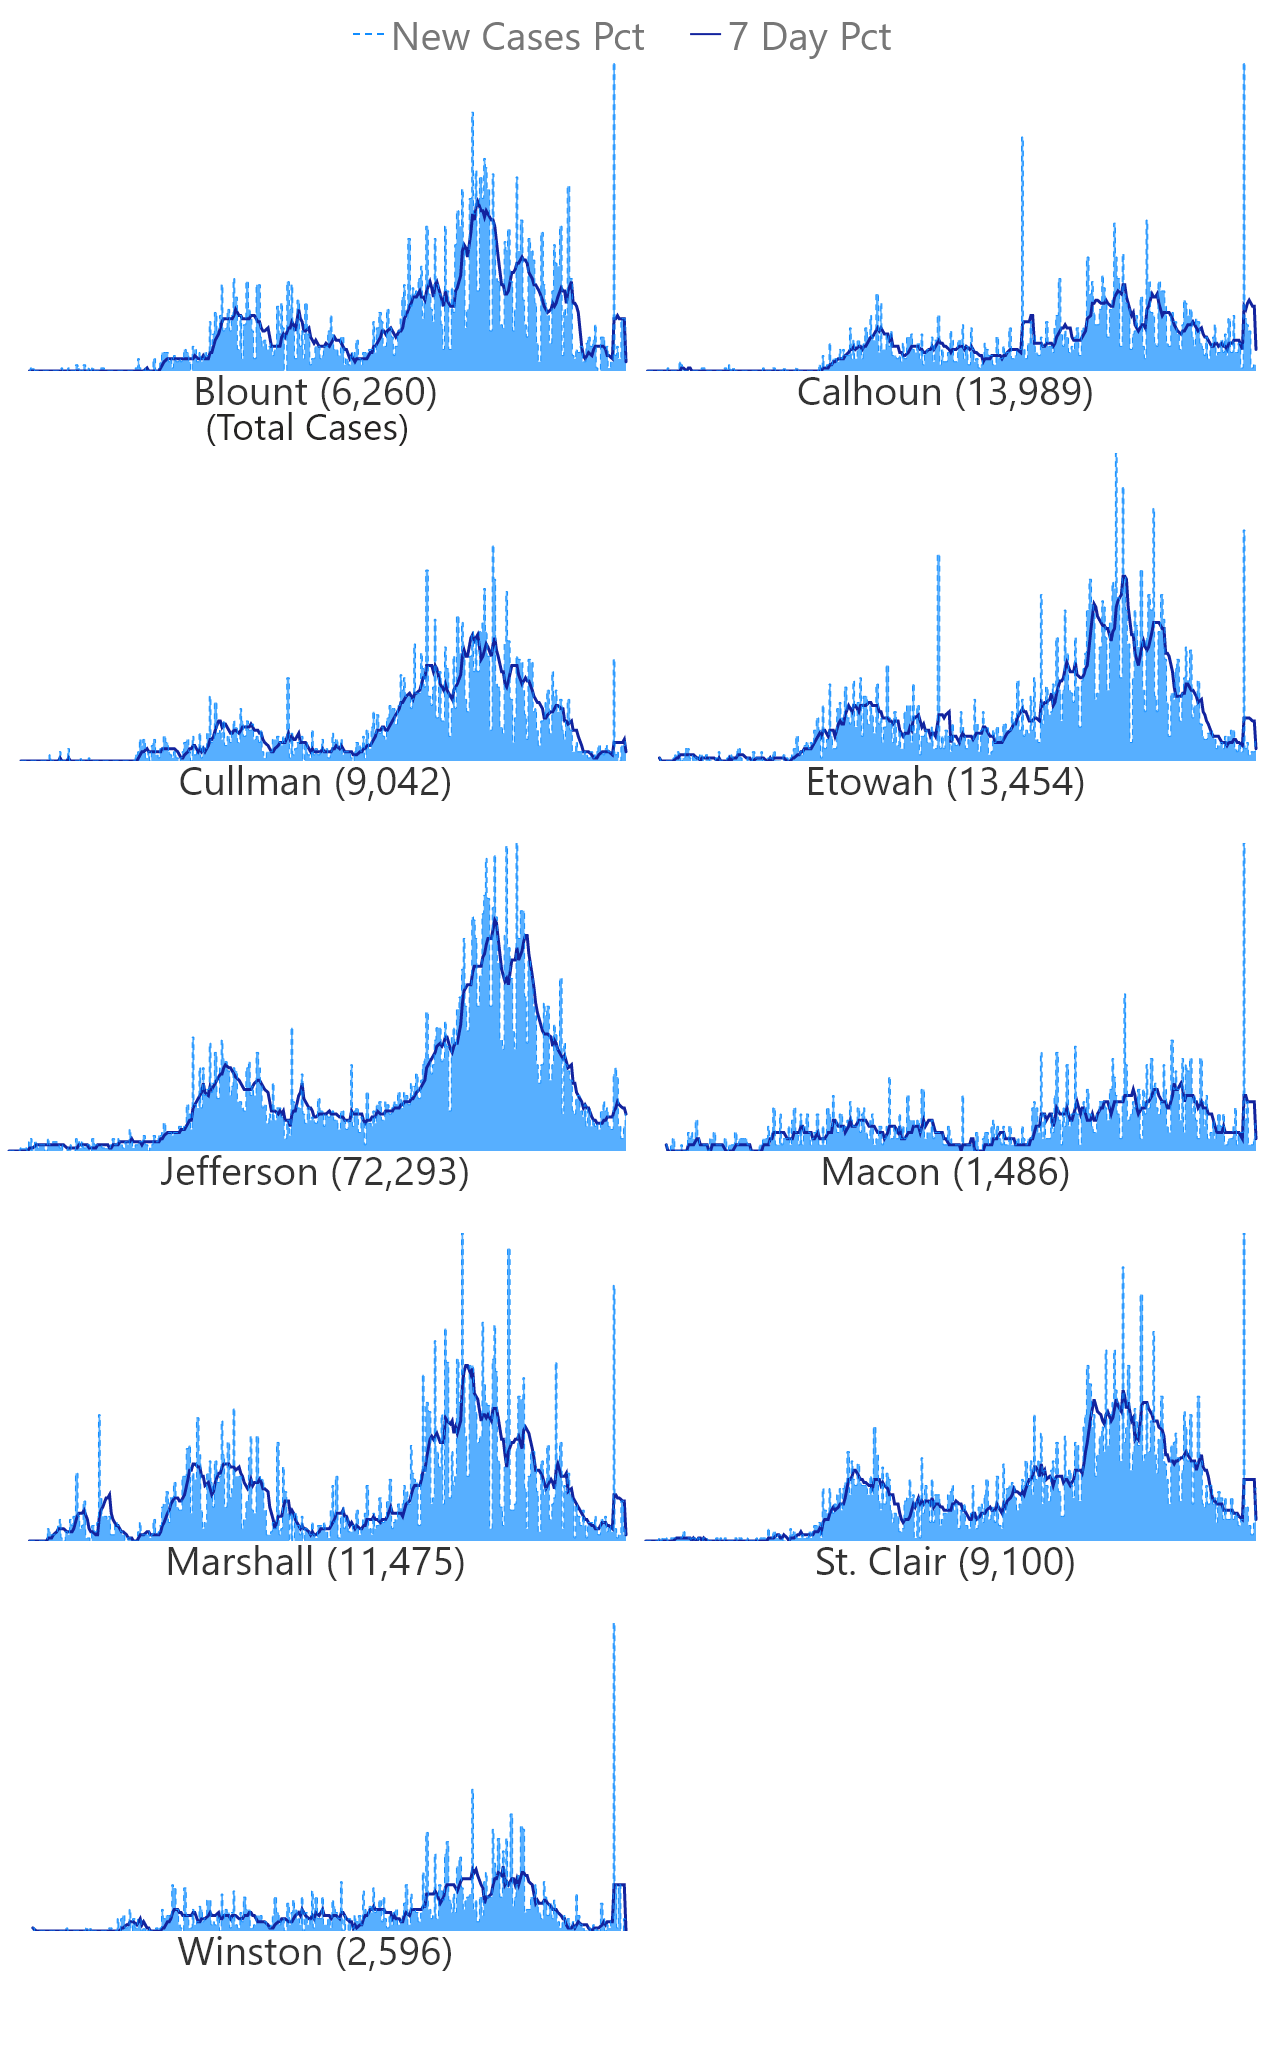 New Cases Pct 7 Day Pct
Blount (6,260) Calhoun (13,989)
(Total Cases)
Cullman (9,042) Etowah (13,454)
Jefferson (72,293) Macon (1,486)
Marshall (11,475) St. Clair (9,100)
Winston (2,596)